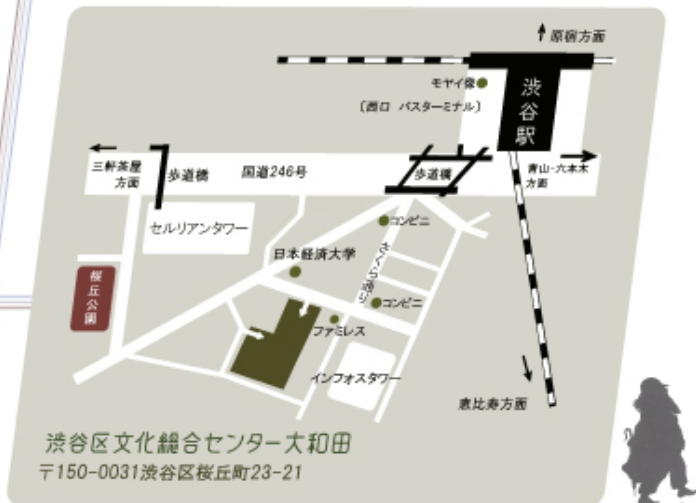 原宿方面
モヤイ像
〔西口 バスターミナル〕
渋谷駅
三軒茶屋
方面
歩道橋
国道246号
歩道橋
青山・六本木
方面
セルリアンタワー
コンビニ
日本経済大学
さくら通り
桜丘公園
コンビニ
ファミレス
インフォスタワー
恵比寿方面
渋谷区文化総合センター大和田
〒150-0031渋谷区桜丘町23-21